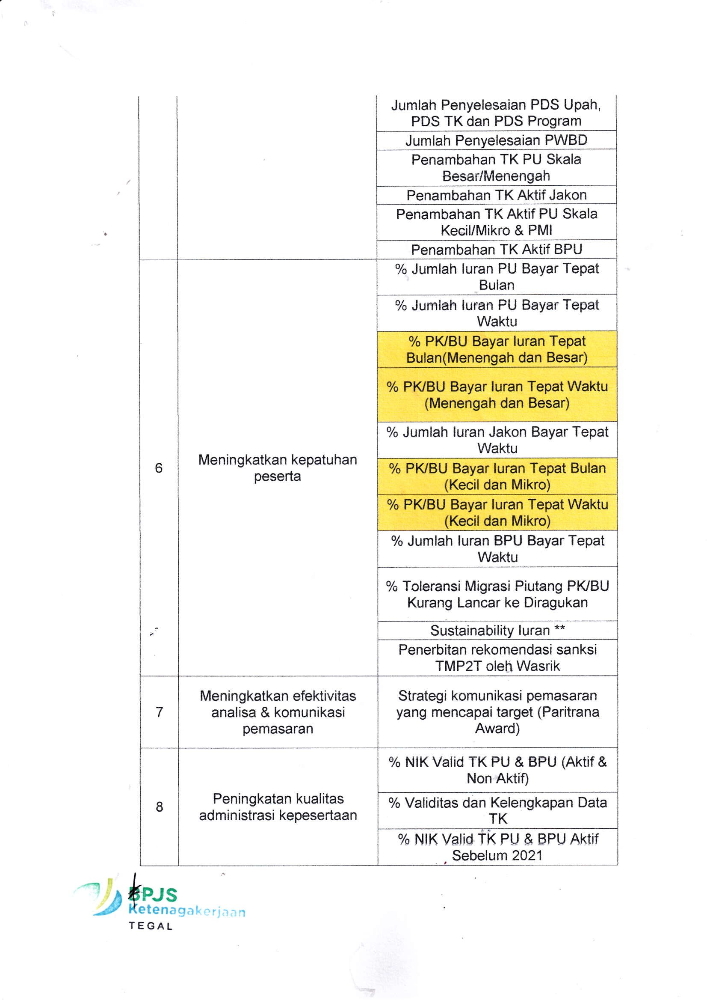 Jumlah Penyelesaian PDS Upah,
PDS TK dan PDS Program
Jumlah Penyelesaian PWBD
Penambahan TK PU Skala
Besar/Menengah
Penambahan TK Aktif Jakon
Penambahan TK Aktif PU Skala
Kecil/Mikro & PMI
Penambahan TK Aktif BPU
6
Meningkatkan kepatuhan
peserta
% Jumlah Iuran PU Bayar Tepat
Bulan
% Jumlah Iuran PU Bayar Tepat
Waktu
% PK/BU Bayar Iuran Tepat
Bulan(Menengah dan Besar)
% PK/BU Bayar Iuran Tepat Waktu
(Menengah dan Besar)
% Jumlah Iuran Jakon Bayar Tepat
Waktu
% PK/BU Bayar Iuran Tepat Bulan
(Kecil dan Mikro)
% PK/BU Bayar Iuran Tepat Waktu
(Kecil dan Mikro)
% Jumlah Iuran BPU Bayar Tepat
Waktu
% Toleransi Migrasi Piutang PK/BU
Kurang Lancar ke Diragukan
Sustainability Iuran **
Penerbitan rekomendasi sanksi
TMP2T oleh Wasrik
7
Meningkatkan efektivitas
analisa & komunikasi
pemasaran
Strategi komunikasi pemasaran
yang mencapai target (Paritrana
Award)
8
Peningkatan kualitas
administrasi kepesertaan
% NIK Valid TK PU & BPU (Aktif &
Non Aktif)
% Validitas dan Kelengkapan Data
TK
% NIK Valid TK PU & BPU Aktif
Sebelum 2021
BPJS
Ketenagakerjaan
TEGAL